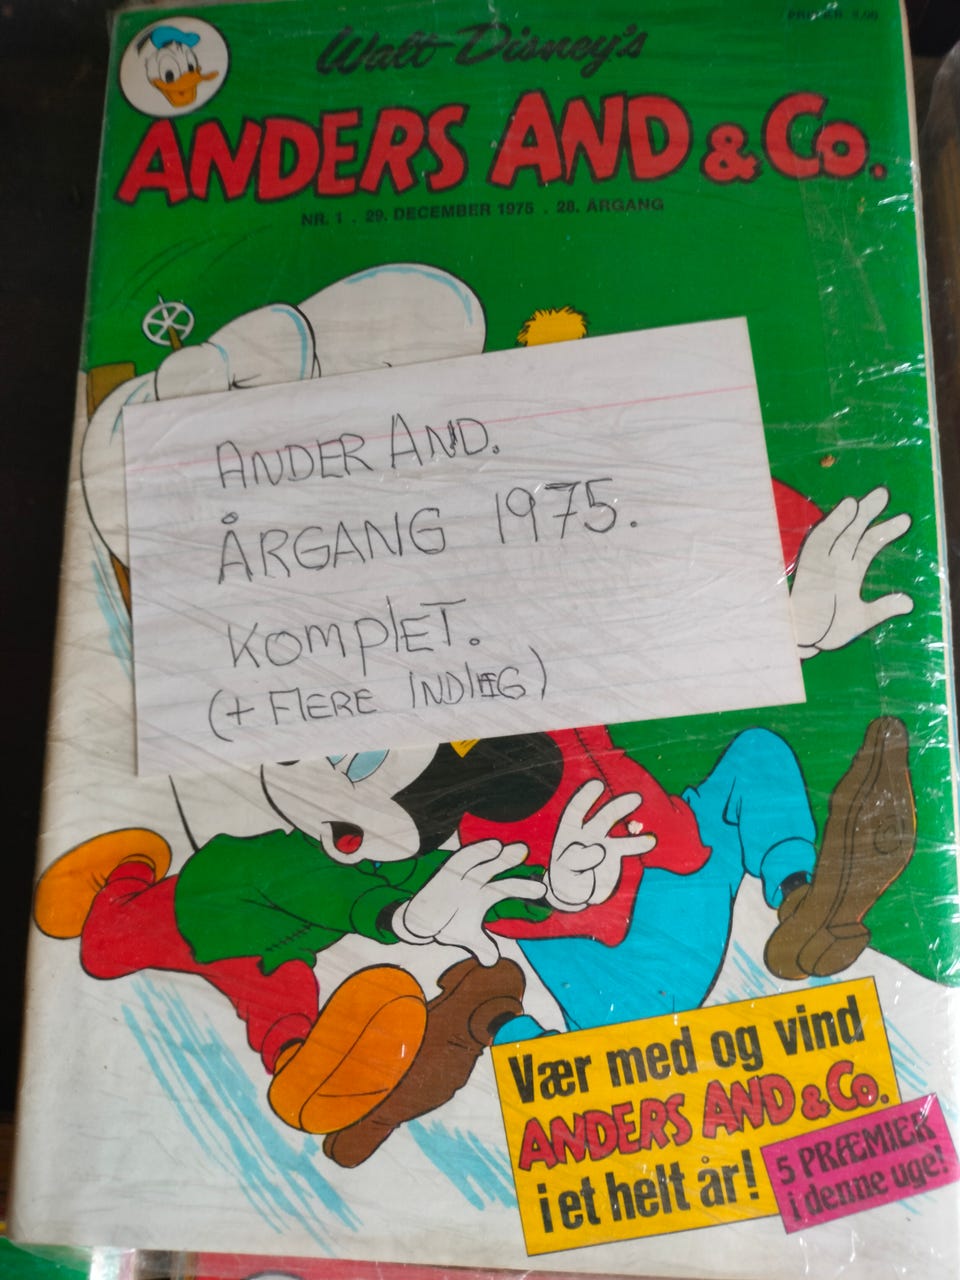 Walt Disney's
ANDERS AND & Co.
NR. 1 . 29. DECEMBER 1975 . 28. ÅRGANG
ANDER AND.
ÅRGANG 1975.
KOMPLET.
(+ FLERE INDLÆG)
Vær med og vind
ANDERS AND & Co.
i et helt år!
5 PRÆMIER
i denne uge!